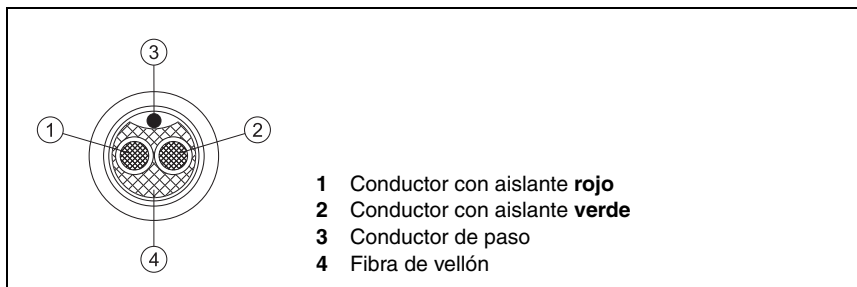 3
1
2
4
1 Conductor con aislante rojo
2 Conductor con aislante verde
3 Conductor de paso
4 Fibra de vellón